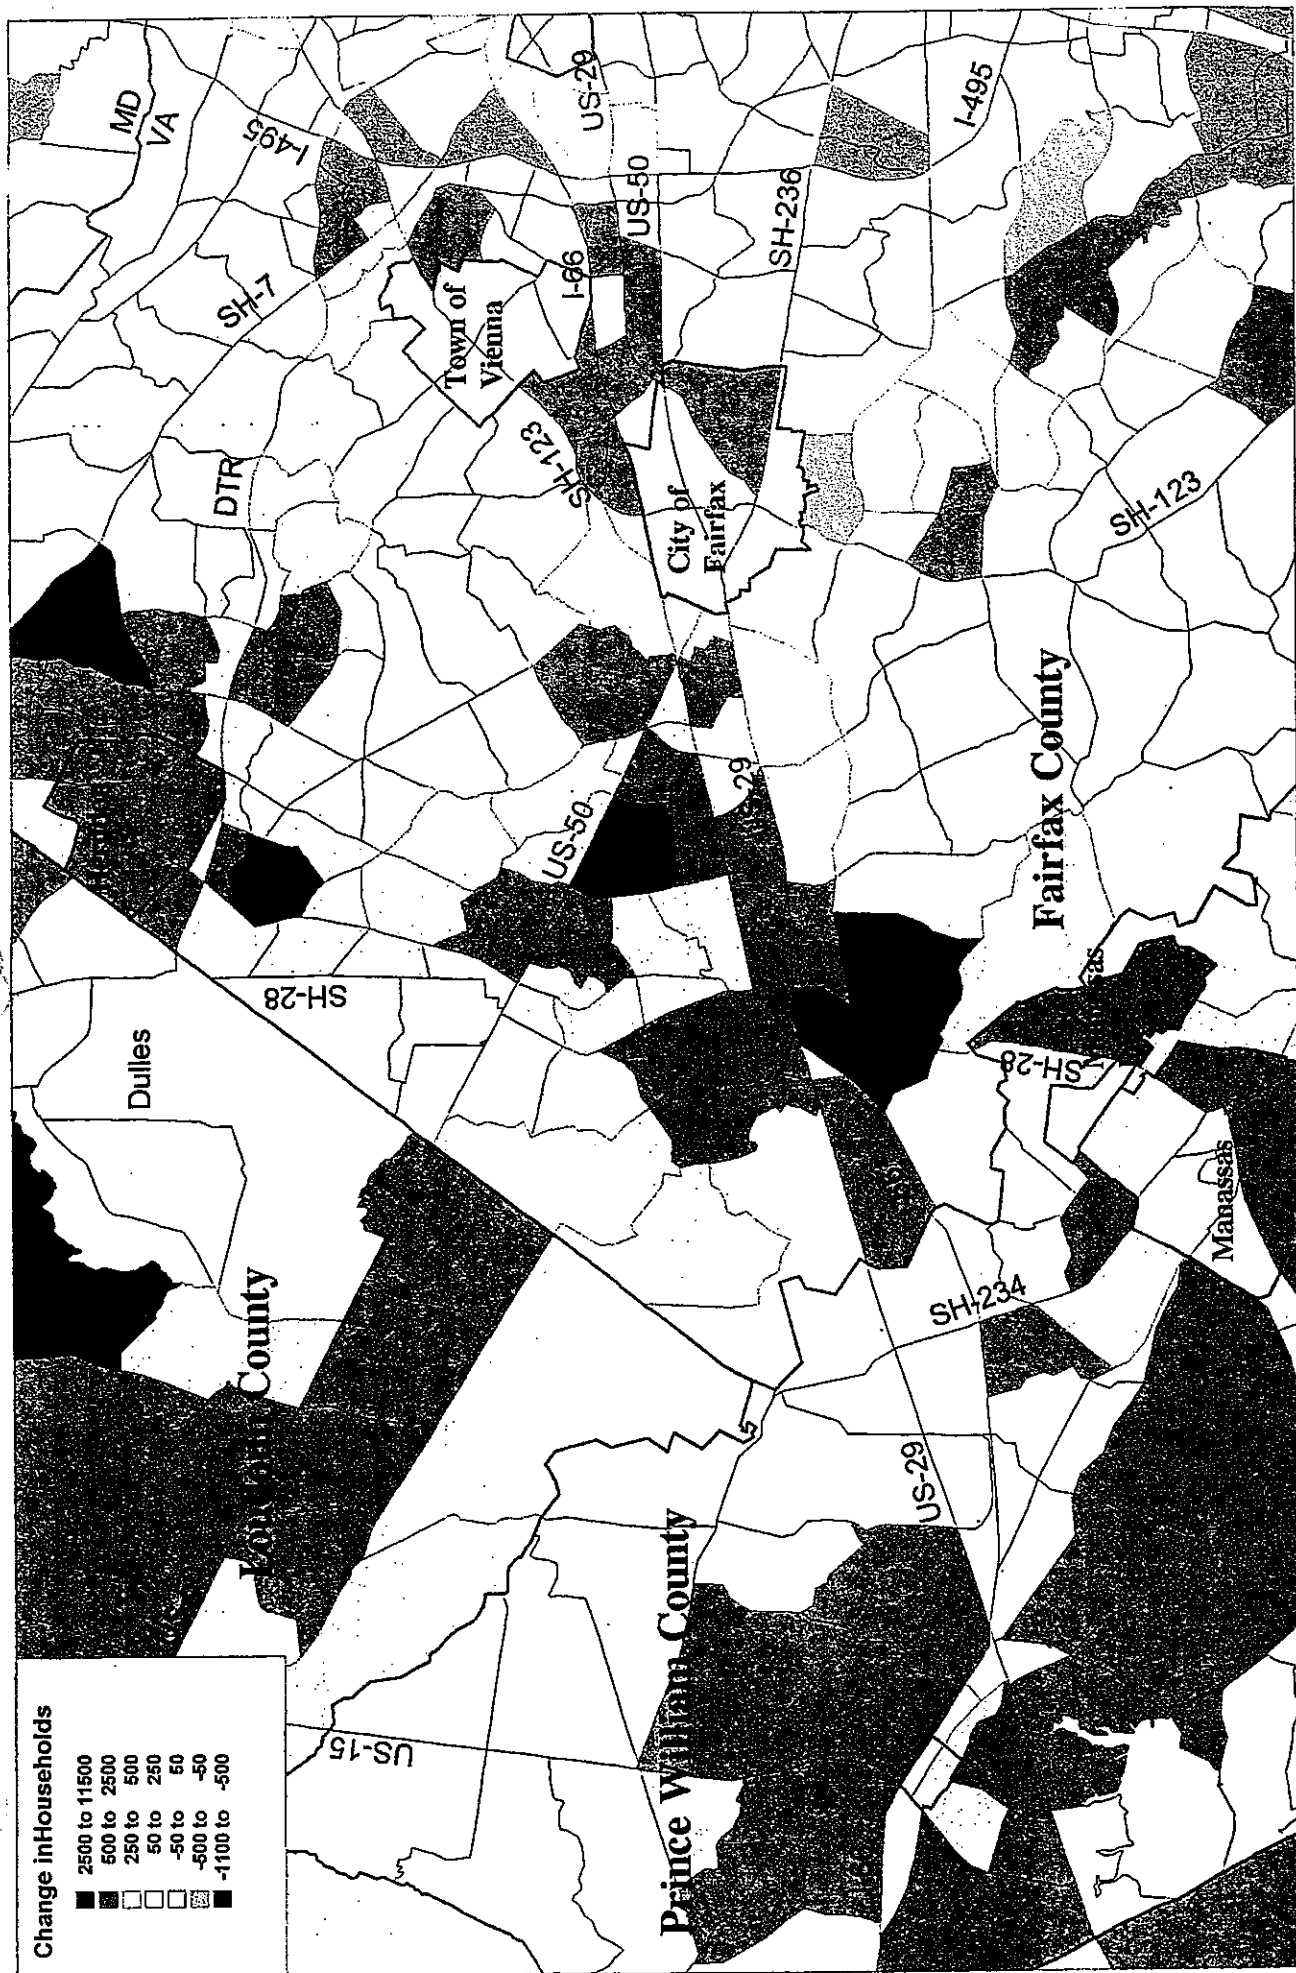 Change inHouseholds
2500 to 11500
500 to 2500
250 to 500
50 to 250
-50 to 50
-500 to -50
-1100 to -500
MD
VA
I-495
SH-7
US-29
US-50
I-495
SH-236
I-66
Town of
Vienna
DTR
SH-123
City of
Fairfax
SH-123
Fairfax County
US-50
SH-28
Dulles
SH-28
Manassas
SH-234
Loudoun County
US-29
US-15
Prince William County